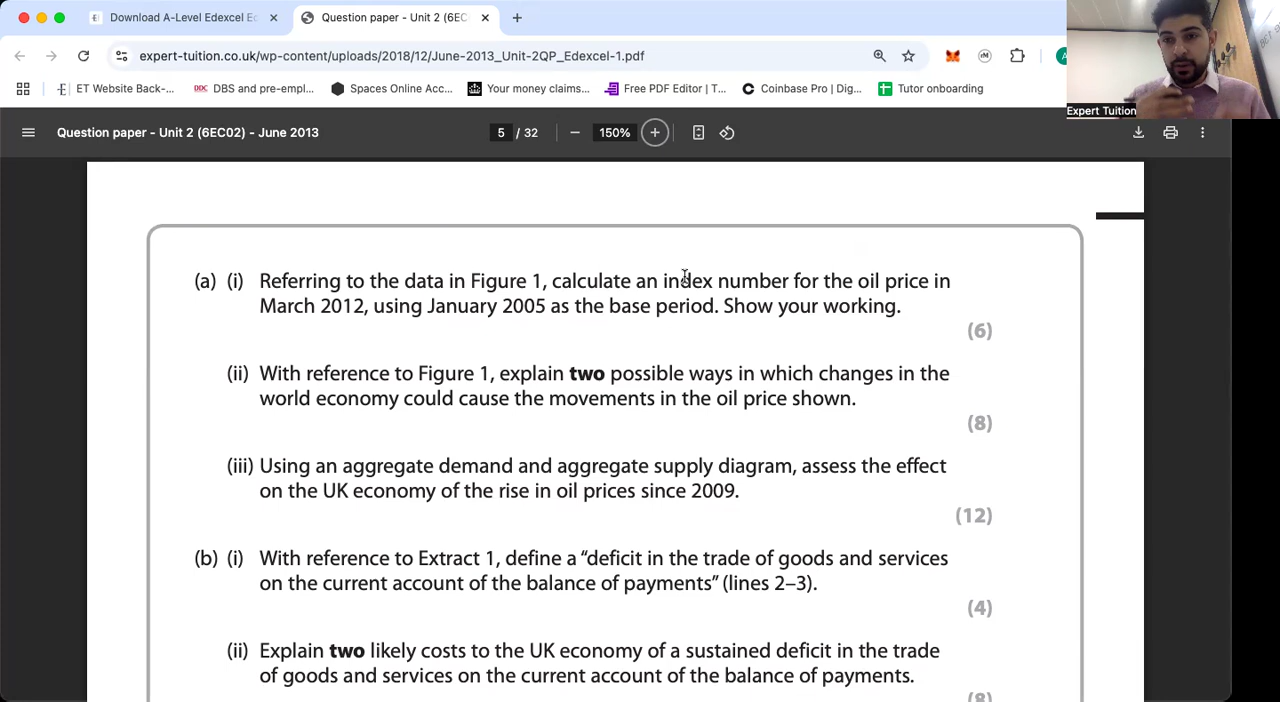 Download A-Level Edexcel Ec
Question paper - Unit 2 (6EC
expert-tuition.co.uk/wp-content/uploads/2018/12/June-2013_Unit-2QP_Edexcel-1.pdf
ET Website Back-...
DBS and pre-empl...
Spaces Online Acc...
Your money claims...
Free PDF Editor | T...
Coinbase Pro | Dig...
Tutor onboarding
Expert Tuition
Question paper - Unit 2 (6EC02) - June 2013
5 / 32
150%
(a) (i) Referring to the data in Figure 1, calculate an index number for the oil price in
March 2012, using January 2005 as the base period. Show your working.
(6)
(ii) With reference to Figure 1, explain two possible ways in which changes in the
world economy could cause the movements in the oil price shown.
(8)
(iii) Using an aggregate demand and aggregate supply diagram, assess the effect
on the UK economy of the rise in oil prices since 2009.
(12)
(b) (i) With reference to Extract 1, define a “deficit in the trade of goods and services
on the current account of the balance of payments” (lines 2–3).
(4)
(ii) Explain two likely costs to the UK economy of a sustained deficit in the trade
of goods and services on the current account of the balance of payments.
(8)